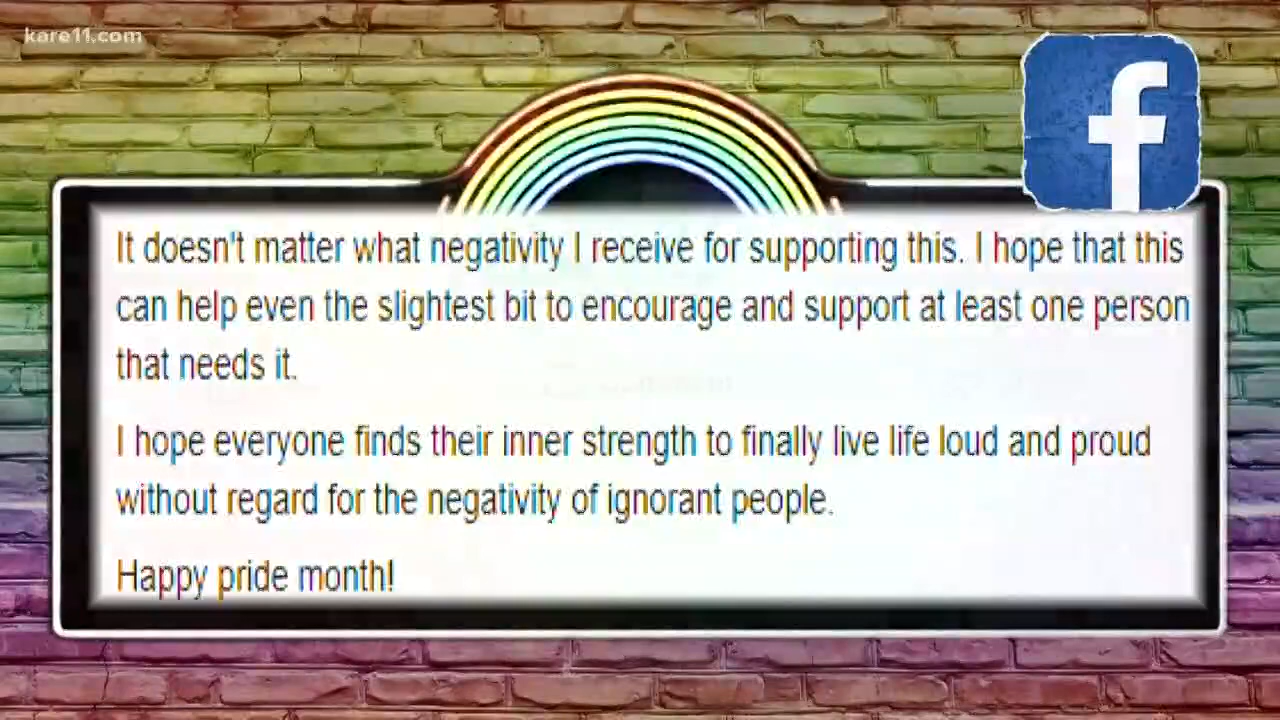 kare11.com
f
It doesn't matter what negativity I receive for supporting this. I hope that this
can help even the slightest bit to encourage and support at least one person
that needs it.
I hope everyone finds their inner strength to finally live life loud and proud
without regard for the negativity of ignorant people.
Happy pride month!